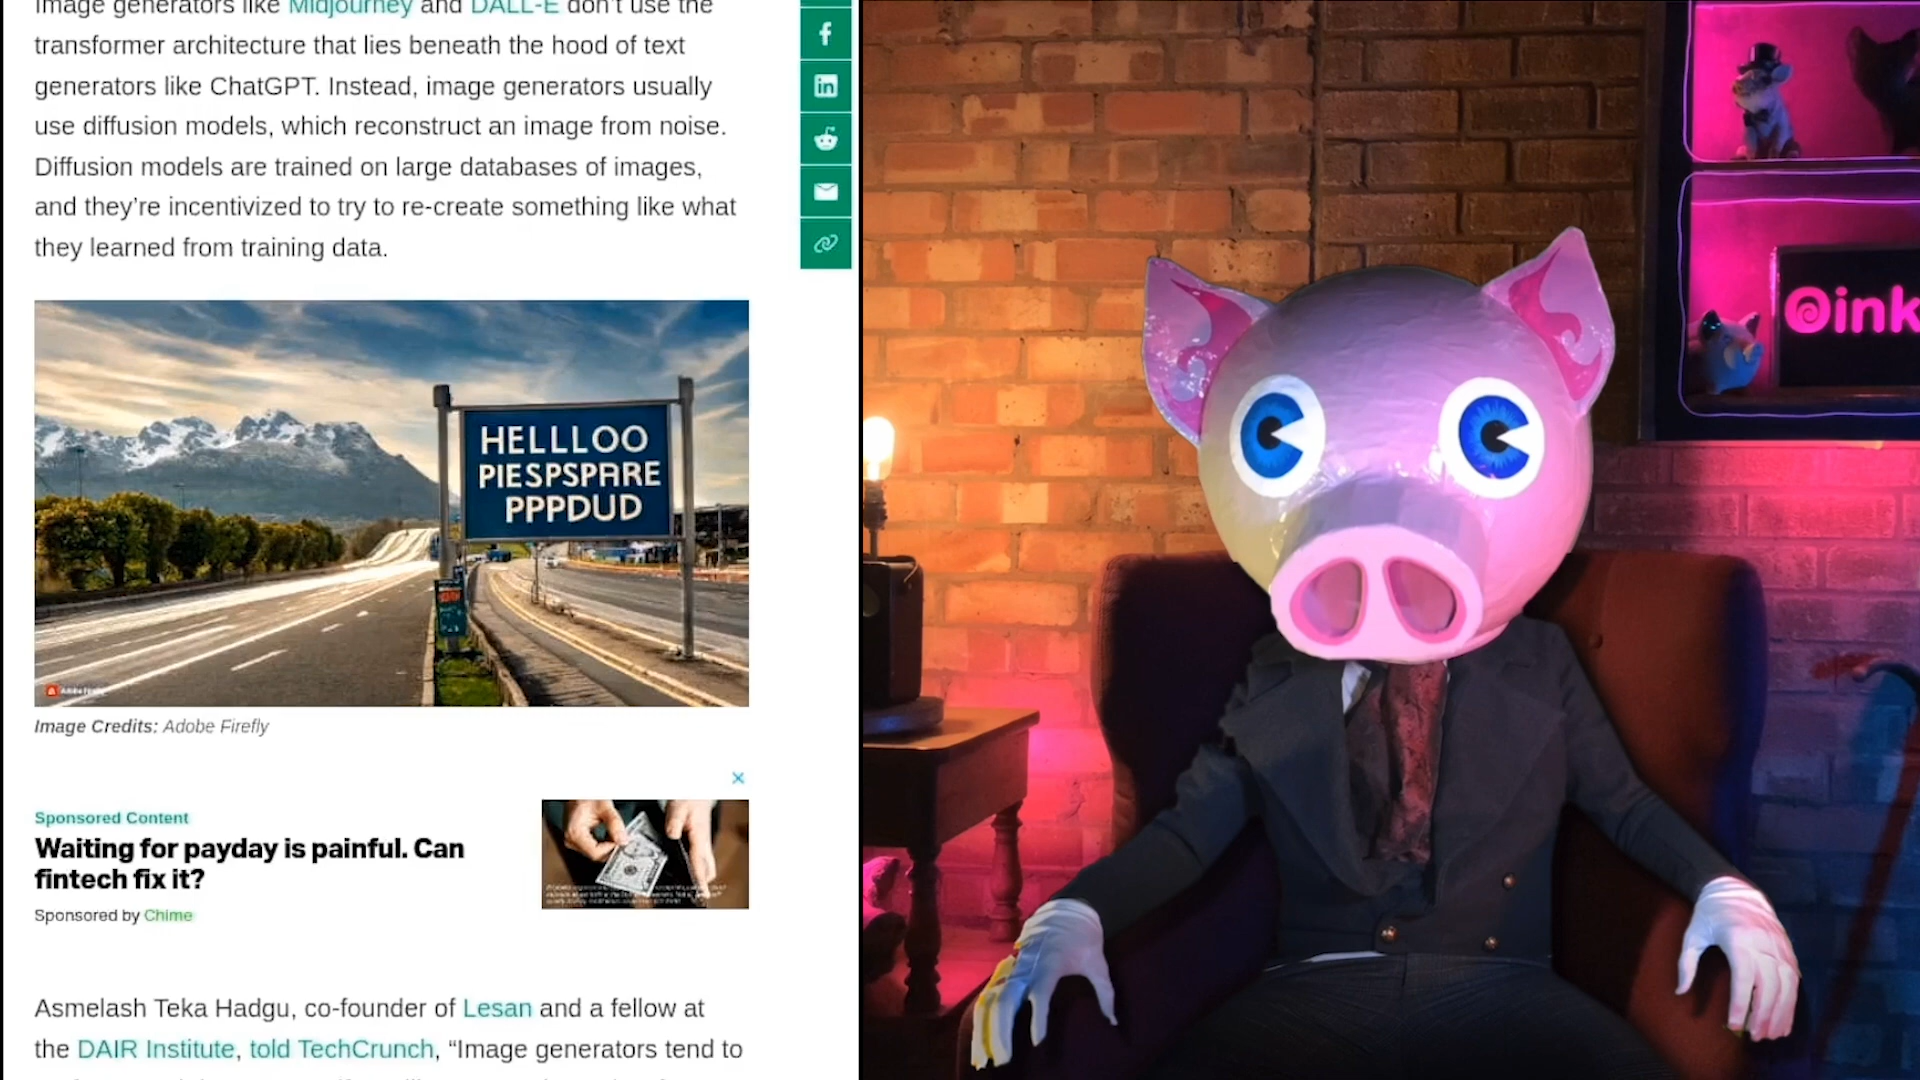 Image generators like Midjourney and DALL-E don't use the
transformer architecture that lies beneath the hood of text
generators like ChatGPT. Instead, image generators usually
use diffusion models, which reconstruct an image from noise.
Diffusion models are trained on large databases of images,
and they're incentivized to try to re-create something like what
they learned from training data.
HELLLOO
PIESPSPARE
PPPDUD
Image Credits: Adobe Firefly
Sponsored Content
Waiting for payday is painful. Can
fintech fix it?
Sponsored by Chime
Asmelash Teka Hadgu, co-founder of Lesan and a fellow at
the DAIR Institute, told TechCrunch, “Image generators tend to
Oink